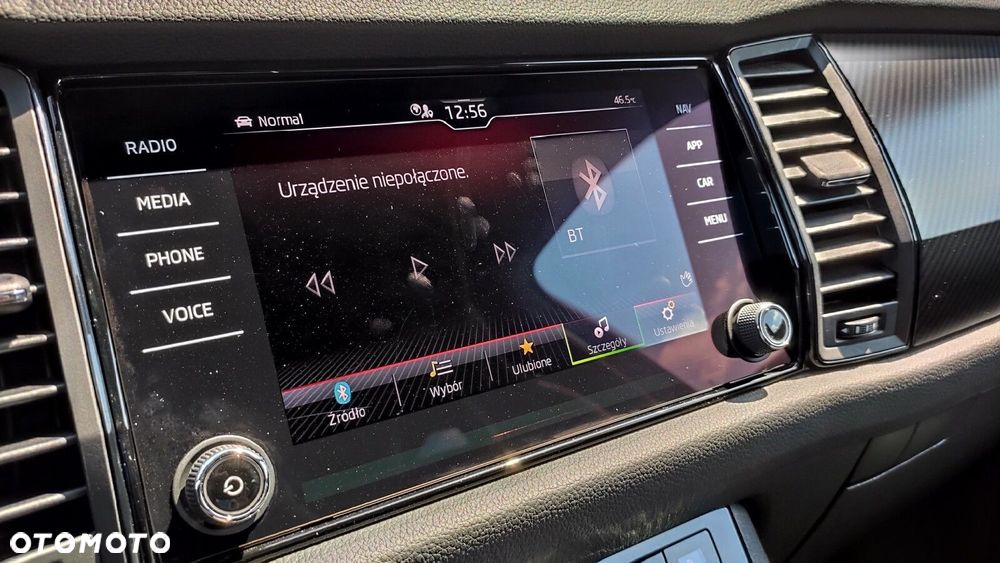 Normal
12:56
46.5°C
RADIO
MEDIA
PHONE
VOICE
Urządzenie niepołączone.
BT
NAV
APP
CAR
MENU
Źródło
Wybór
Ulubione
Szczegóły
Ustawienia
OTOMOTO